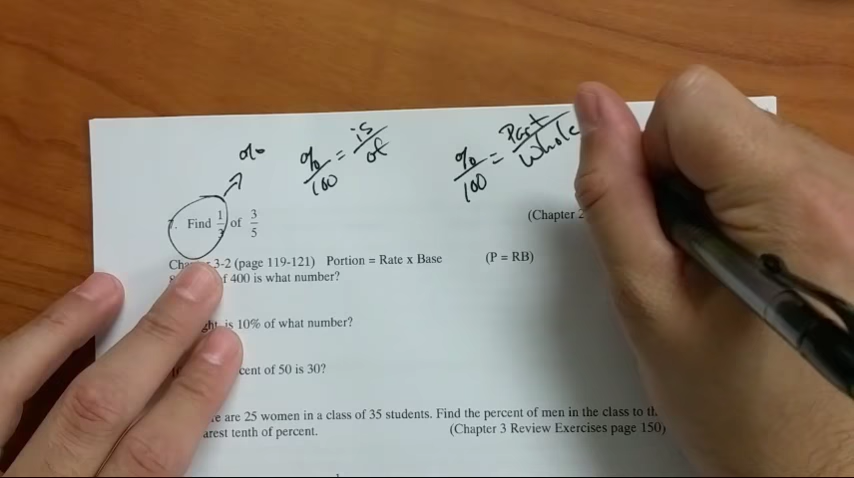 %
%/100 = is/of
%/100 = Part/Whole
7. Find 1/3 of 3/5
(Chapter 2
3-2 (page 119-121) Portion = Rate x Base (P = RB)
of 400 is what number?
is 10% of what number?
cent of 50 is 30?
are 25 women in a class of 35 students. Find the percent of men in the class to
arest tenth of percent. (Chapter 3 Review Exercises page 150)